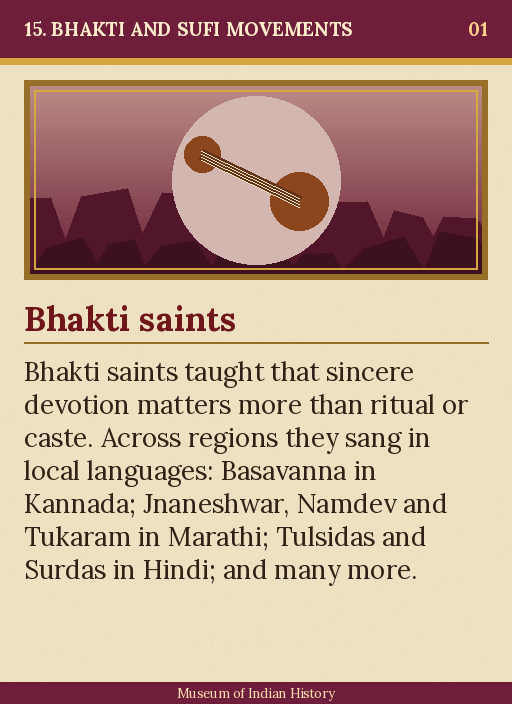 15. BHAKTI AND SUFI MOVEMENTS 01
Bhakti saints
Bhakti saints taught that sincere
devotion matters more than ritual or
caste. Across regions they sang in
local languages: Basavanna in
Kannada; Jnaneshwar, Namdev and
Tukaram in Marathi; Tulsidas and
Surdas in Hindi; and many more.
Museum of Indian History